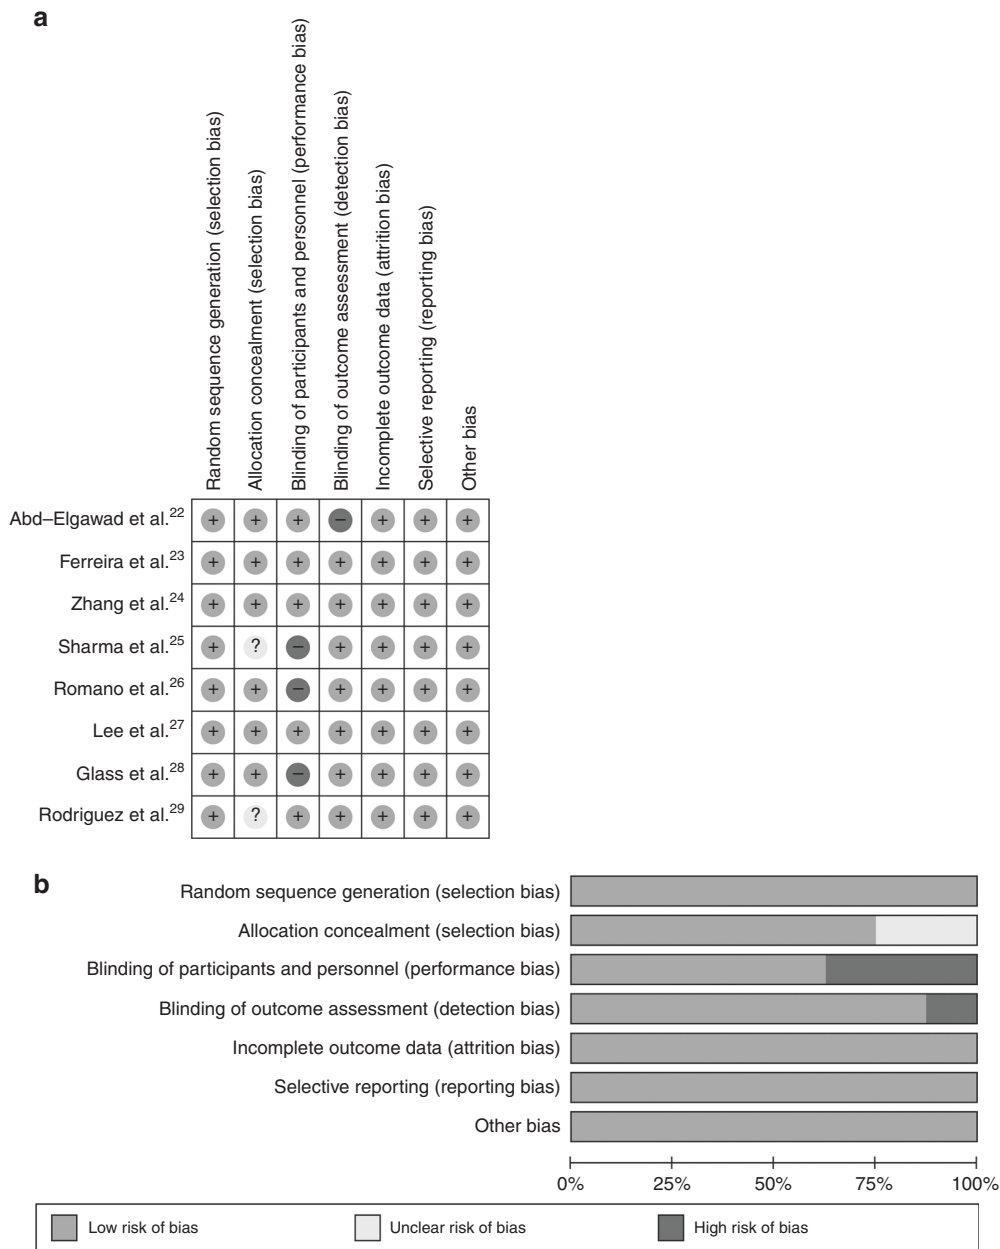 a
Random sequence generation (selection bias)
Allocation concealment (selection bias)
Blinding of participants and personnel (performance bias)
Blinding of outcome assessment (detection bias)
Incomplete outcome data (attrition bias)
Selective reporting (reporting bias)
Other bias
Abd–Elgawad et al.22 + + + − + + +
Ferreira et al.23 + + + + + + +
Zhang et al.24 + + + + + + +
Sharma et al.25 + ? − + + + +
Romano et al.26 + + − + + + +
Lee et al.27 + + + + + + +
Glass et al.28 + + − + + + +
Rodriguez et al.29 + ? + + + + +
b
Random sequence generation (selection bias)
Allocation concealment (selection bias)
Blinding of participants and personnel (performance bias)
Blinding of outcome assessment (detection bias)
Incomplete outcome data (attrition bias)
Selective reporting (reporting bias)
Other bias
0% 25% 50% 75% 100%
Low risk of bias Unclear risk of bias High risk of bias